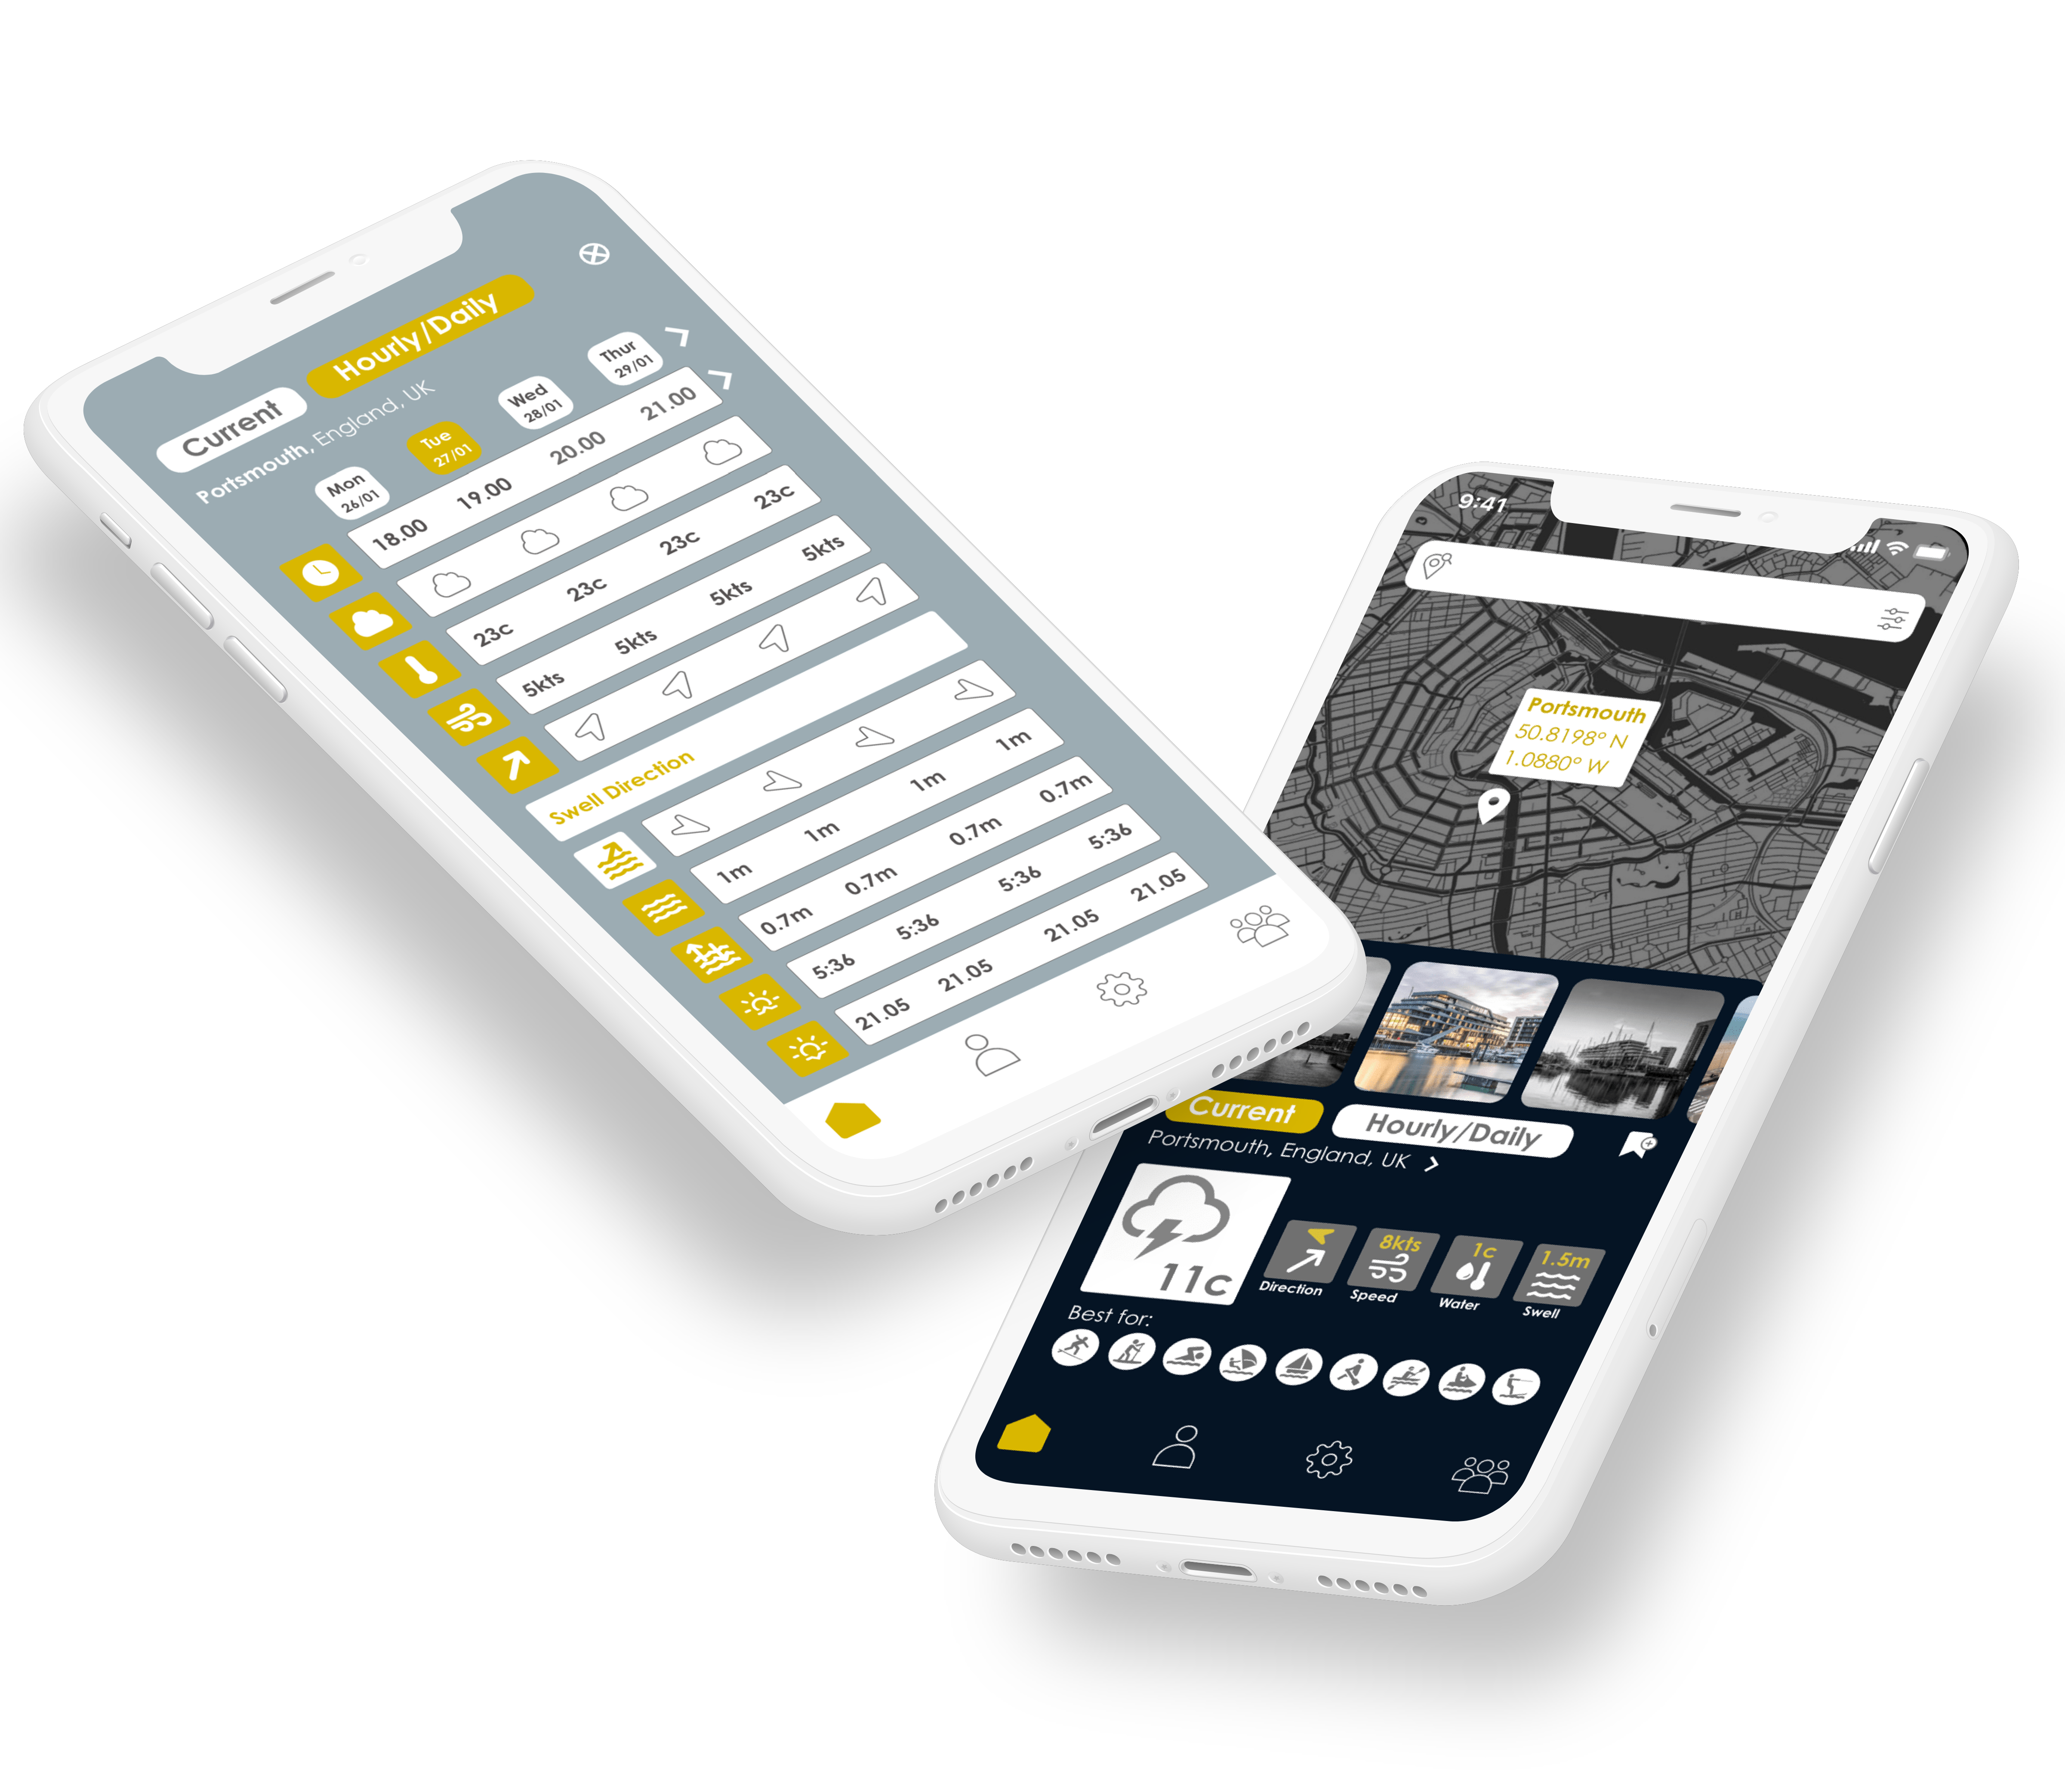 Current Hourly/Daily
Portsmouth, England, UK
Mon Tue Wed Thur
26/01 27/01 28/01 29/01
18.00 19.00 20.00 21.00
23c 23c 23c 23c
5kts 5kts 5kts 5kts
Swell Direction
1m 1m 1m 1m
0.7m 0.7m 0.7m 0.7m
5:36 5:36 5:36 5:36
21.05 21.05 21.05 21.05
9:41
Portsmouth
50.8198° N
1.0880° W
Current Hourly/Daily
Portsmouth, England, UK
11c
8kts 1c 1.5m
Direction Speed Water Swell
Best for: